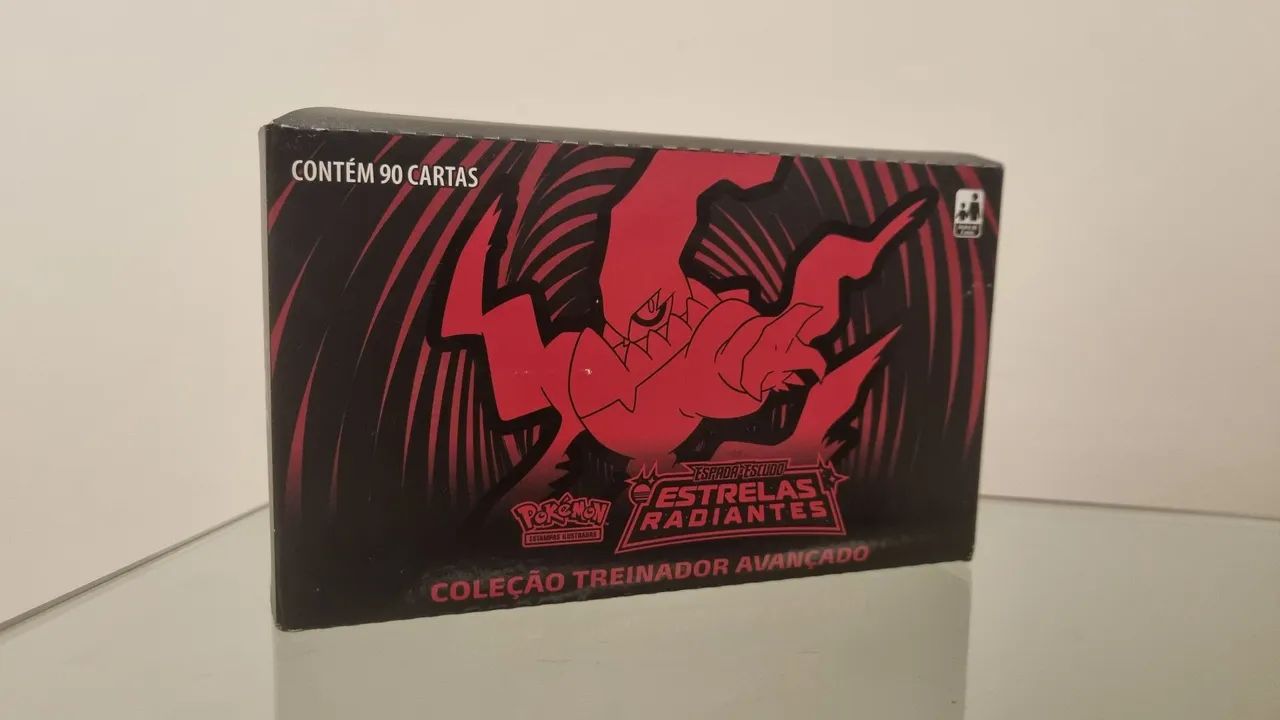 CONTÉM 90 CARTAS
ESPADA E ESCUDO
ESTRELAS
RADIANTES
POKÉMON
ESTAMPAS ILUSTRADAS
COLEÇÃO TREINADOR AVANÇADO